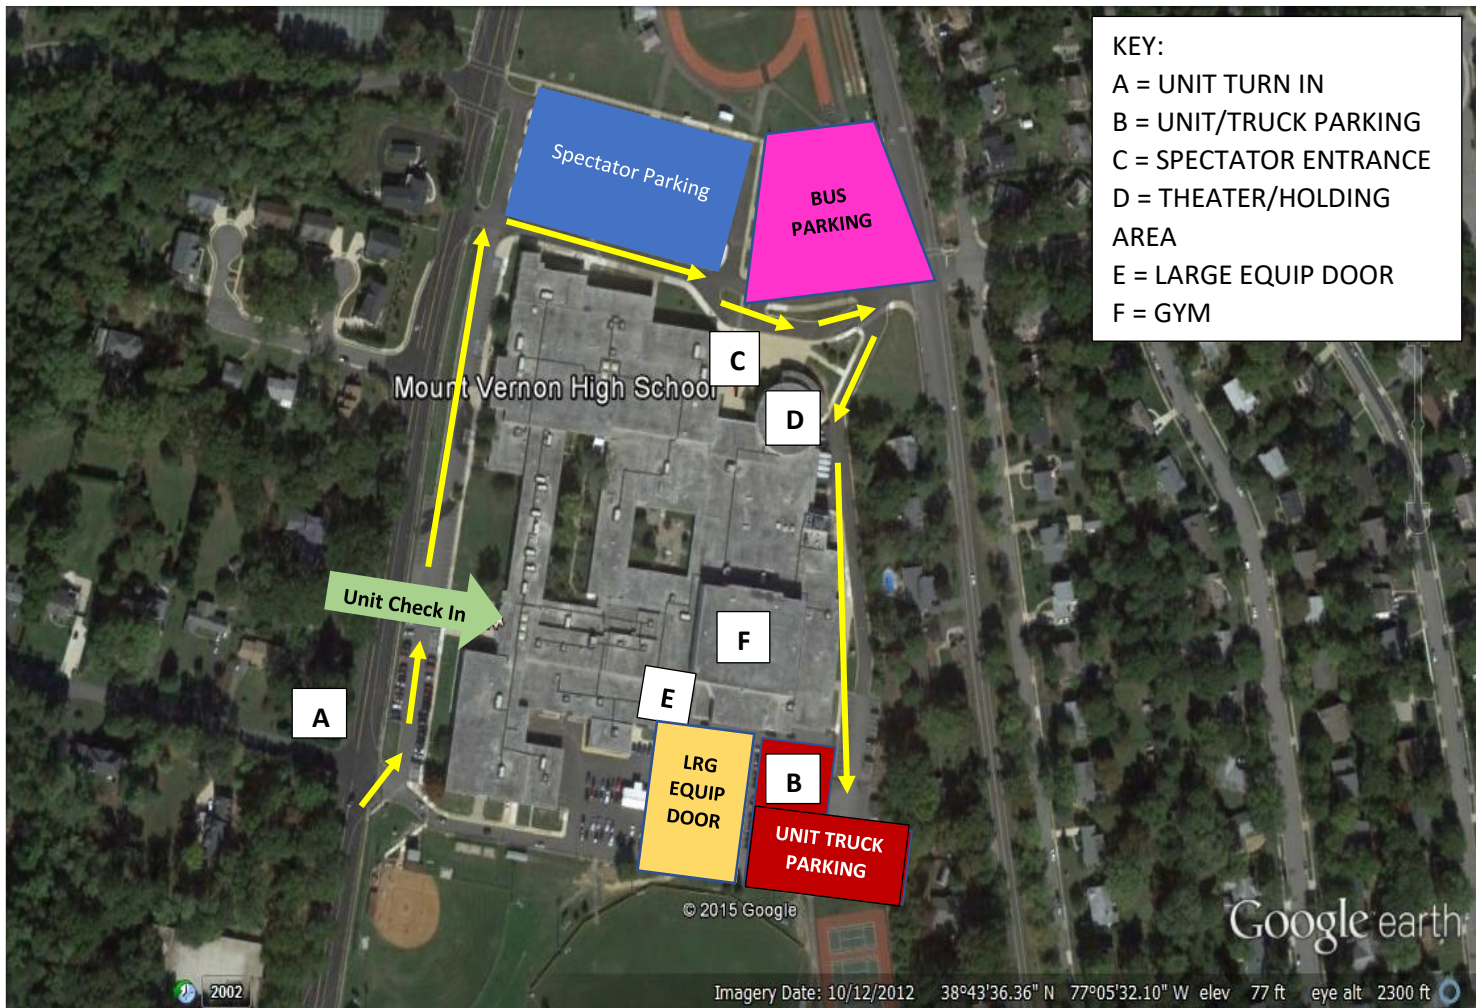 KEY:
A = UNIT TURN IN
B = UNIT/TRUCK PARKING
C = SPECTATOR ENTRANCE
D = THEATER/HOLDING
AREA
E = LARGE EQUIP DOOR
F = GYM
Spectator Parking
BUS
PARKING
C
Mount Vernon High School
D
Unit Check In
F
E
A
LRG
EQUIP
DOOR
B
UNIT TRUCK
PARKING
© 2015 Google
Google earth
2002
Imagery Date: 10/12/2012 38°43'36.36" N 77°05'32.10" W elev 77 ft eye alt 2300 ft